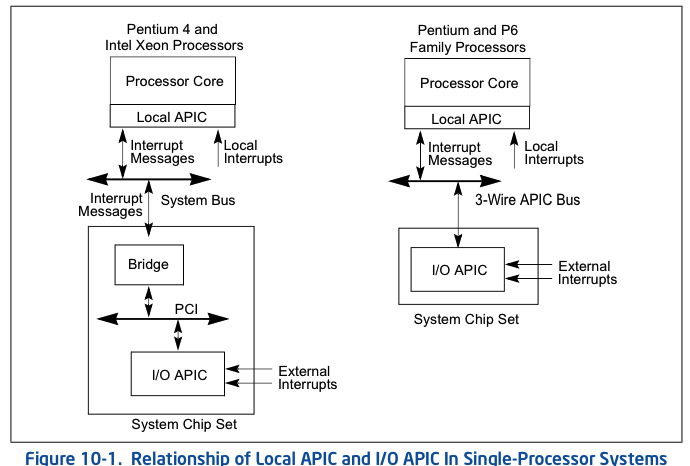 Pentium 4 and
Intel Xeon Processors
Processor Core
Local APIC
Interrupt
Messages
Local
Interrupts
Interrupt
Messages
System Bus
Bridge
PCI
I/O APIC
External
Interrupts
System Chip Set
Pentium and P6
Family Processors
Processor Core
Local APIC
Interrupt
Messages
Local
Interrupts
3-Wire APIC Bus
I/O APIC
External
Interrupts
System Chip Set
Figure 10-1. Relationship of Local APIC and I/O APIC In Single-Processor Systems